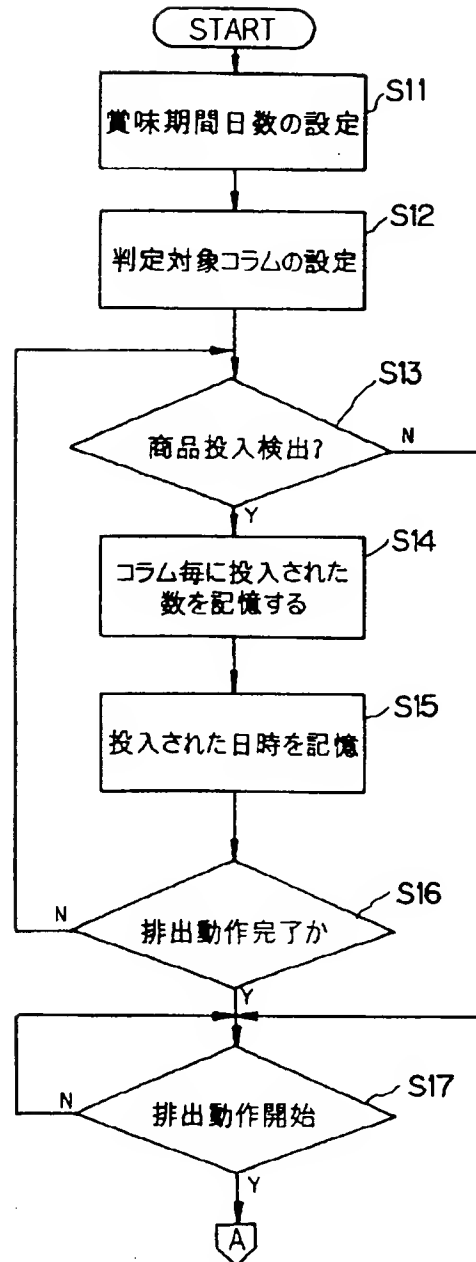 START
S11
賞味期間日数の設定
S12
判定対象コラムの設定
S13
商品投入検出?
N
Y
S14
コラム毎に投入された
数を記憶する
S15
投入された日時を記憶
S16
N
排出動作完了か
Y
S17
N
排出動作開始
Y
A